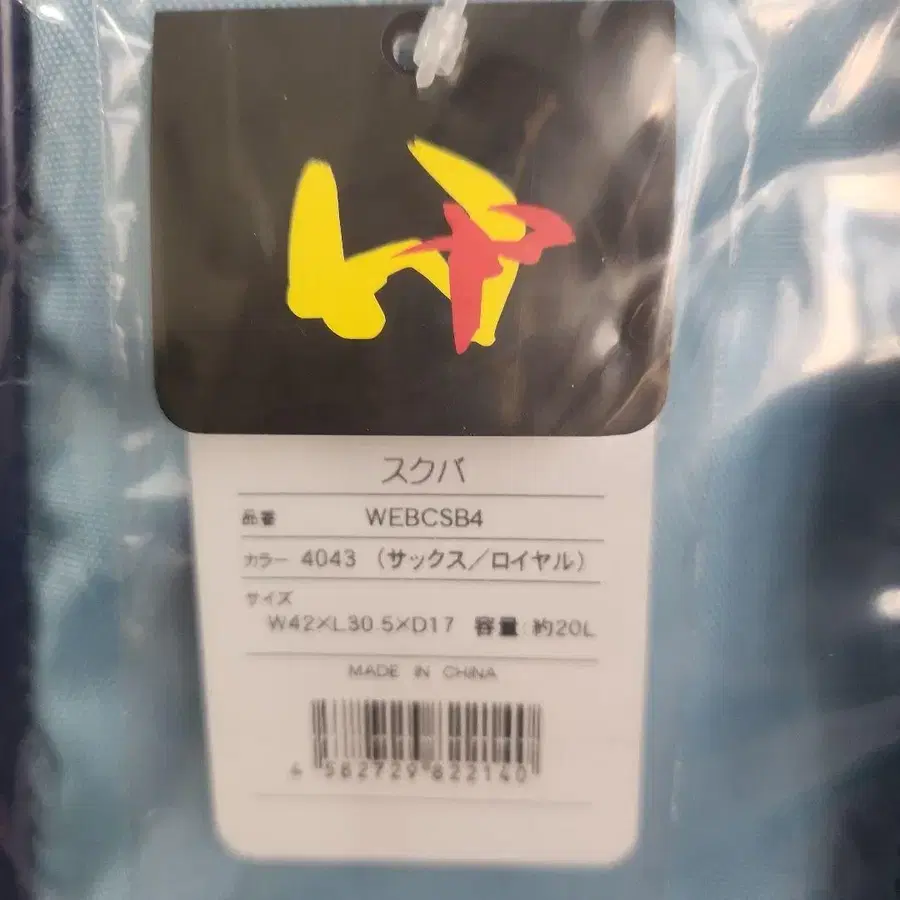 スクバ
品番 WEBCSB4
カラー 4043 (サックス/ロイヤル)
サイズ
W42×L30.5×D17 容量:約20L
MADE IN CHINA
4 582729 822140